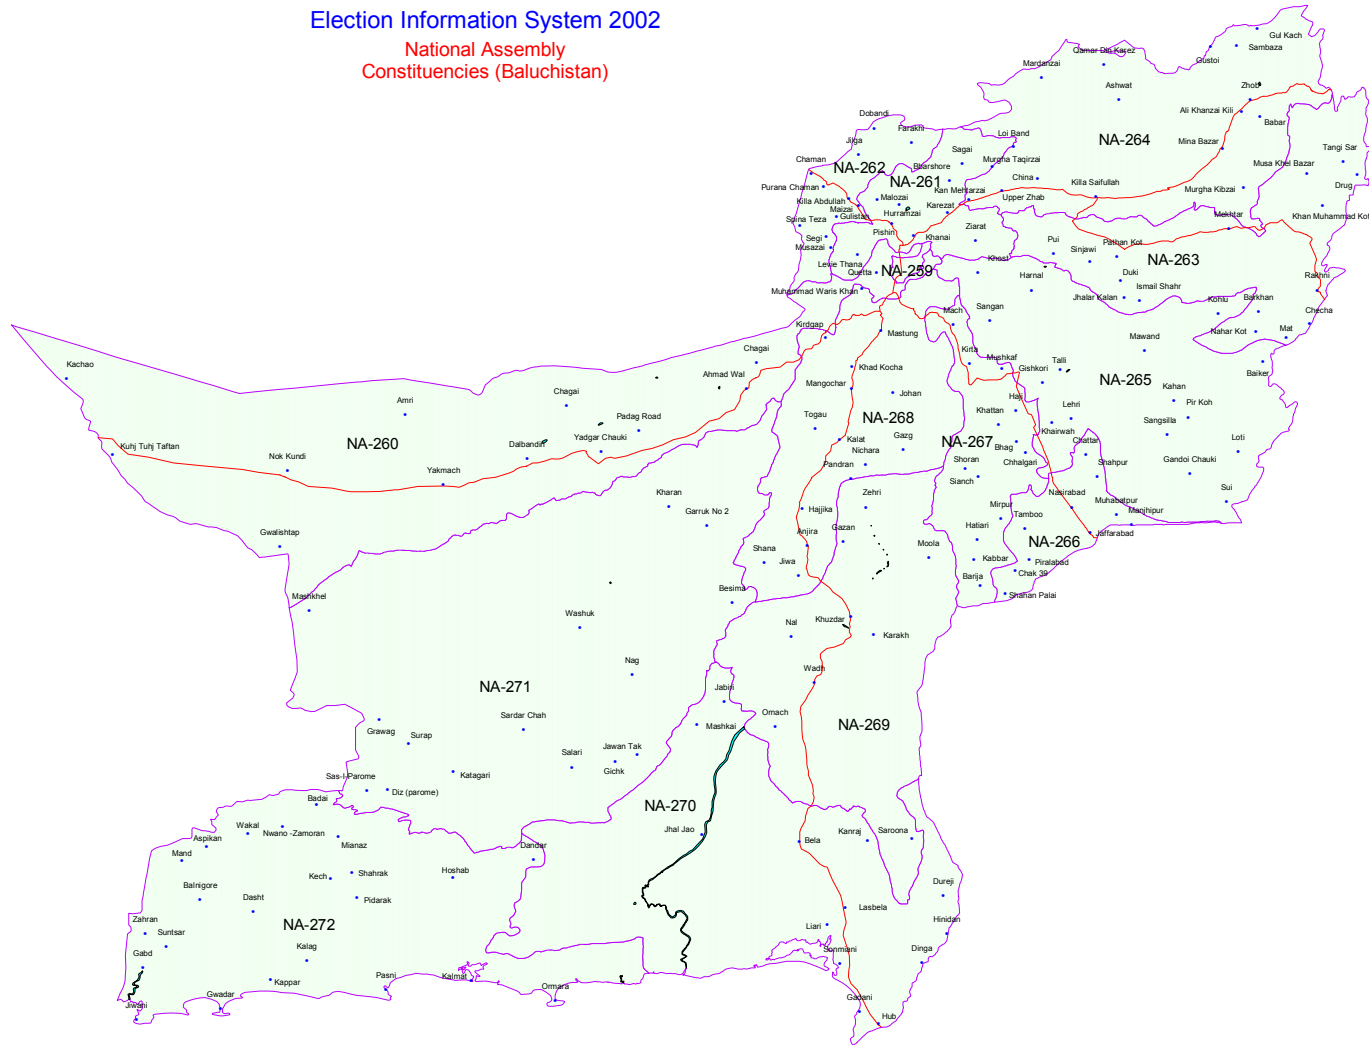 Election Information System 2002
National Assembly
Constituencies (Baluchistan)
Gul Kach
Sambaza
Gustoi
Qamar Din Karez
Mardanzai
Ashwat
Zhob
Ali Khanzai Kili
Babar
Dobandi
Farakhi
Loi Band
NA-264
Mina Bazar
Tangi Sar
Jilga
Sagai
Murgha Taqirzai
Musa Khel Bazar
Drug
Chaman
NA-262
Bharshore
NA-261
China
Killa Saifullah
Murgha Kibzai
Purana Chaman
Kan Mehtarzai
Upper Zhab
Killa Abdullah
Malozai
Maizai
Karezat
Khan Muhammad Kot
Spina Teza
Gulistan
Hurramzai
Mekhtar
Segi
Pishin
Khanai
Ziarat
Musazai
Pui
Sinjawi
Pathan Kot
NA-263
Levie Thana
Khost
Quetta
NA-259
Harnal
Duki
Rakhni
Muhammad Waris Khan
Jhalar Kalan
Ismail Shahr
Kohlu
Barkhan
Kirdgap
Mastung
Mach
Sangan
Nahar Kot
Mat
Checha
Kachao
Chagai
Kirta
Mushkaf
Talli
Mawand
Ahmad Wal
Khad Kocha
Gishkori
NA-265
Baiker
Mangochar
Johan
Kahan
Amri
Chagai
Haji
Pir Koh
Togau
NA-268
Khattan
Lehri
Padag Road
Khairwah
Sangsilla
NA-260
Kalat
Gazg
NA-267
Kuhj Tuhj Taftan
Dalbandin
Yadgar Chauki
Nichara
Bhag
Chattar
Loti
Nok Kundi
Pandran
Shoran
Chhalgari
Shahpur
Gandoi Chauki
Yakmach
Sianch
Kharan
Zehri
Nasirabad
Sui
Garruk No 2
Hajjika
Mirpur
Muhabatpur
Tamboo
Manjhipur
Gwalishtap
Anjira
Gazan
Hatiari
NA-266
Jaffarabad
Shana
Jiwa
Moola
Kabbar
Piralabad
Chak 39
Barija
Mashkhel
Besima
Shahan Palai
Washuk
Nal
Khuzdar
Karakh
Nag
Wadh
NA-271
Jabiri
Grawag
Sardar Chah
Mashkai
Ornach
NA-269
Surap
Salari
Jawan Tak
Gichk
Sas-I-Parome
Katagari
Diz (parome)
Badai
NA-270
Wakal
Nwano -Zamoran
Jhal Jao
Bela
Kanraj
Saroona
Aspikan
Mianaz
Mand
Dandar
Kech
Shahrak
Hoshab
Balnigore
Dureji
Dasht
Pidarak
Lasbela
Zahran
NA-272
Liari
Hinidan
Suntsar
Gabd
Kalag
Sonmiani
Dinga
Kappar
Pasni
Kalmat
Ormara
Jiwani
Gwadar
Gadani
Hub